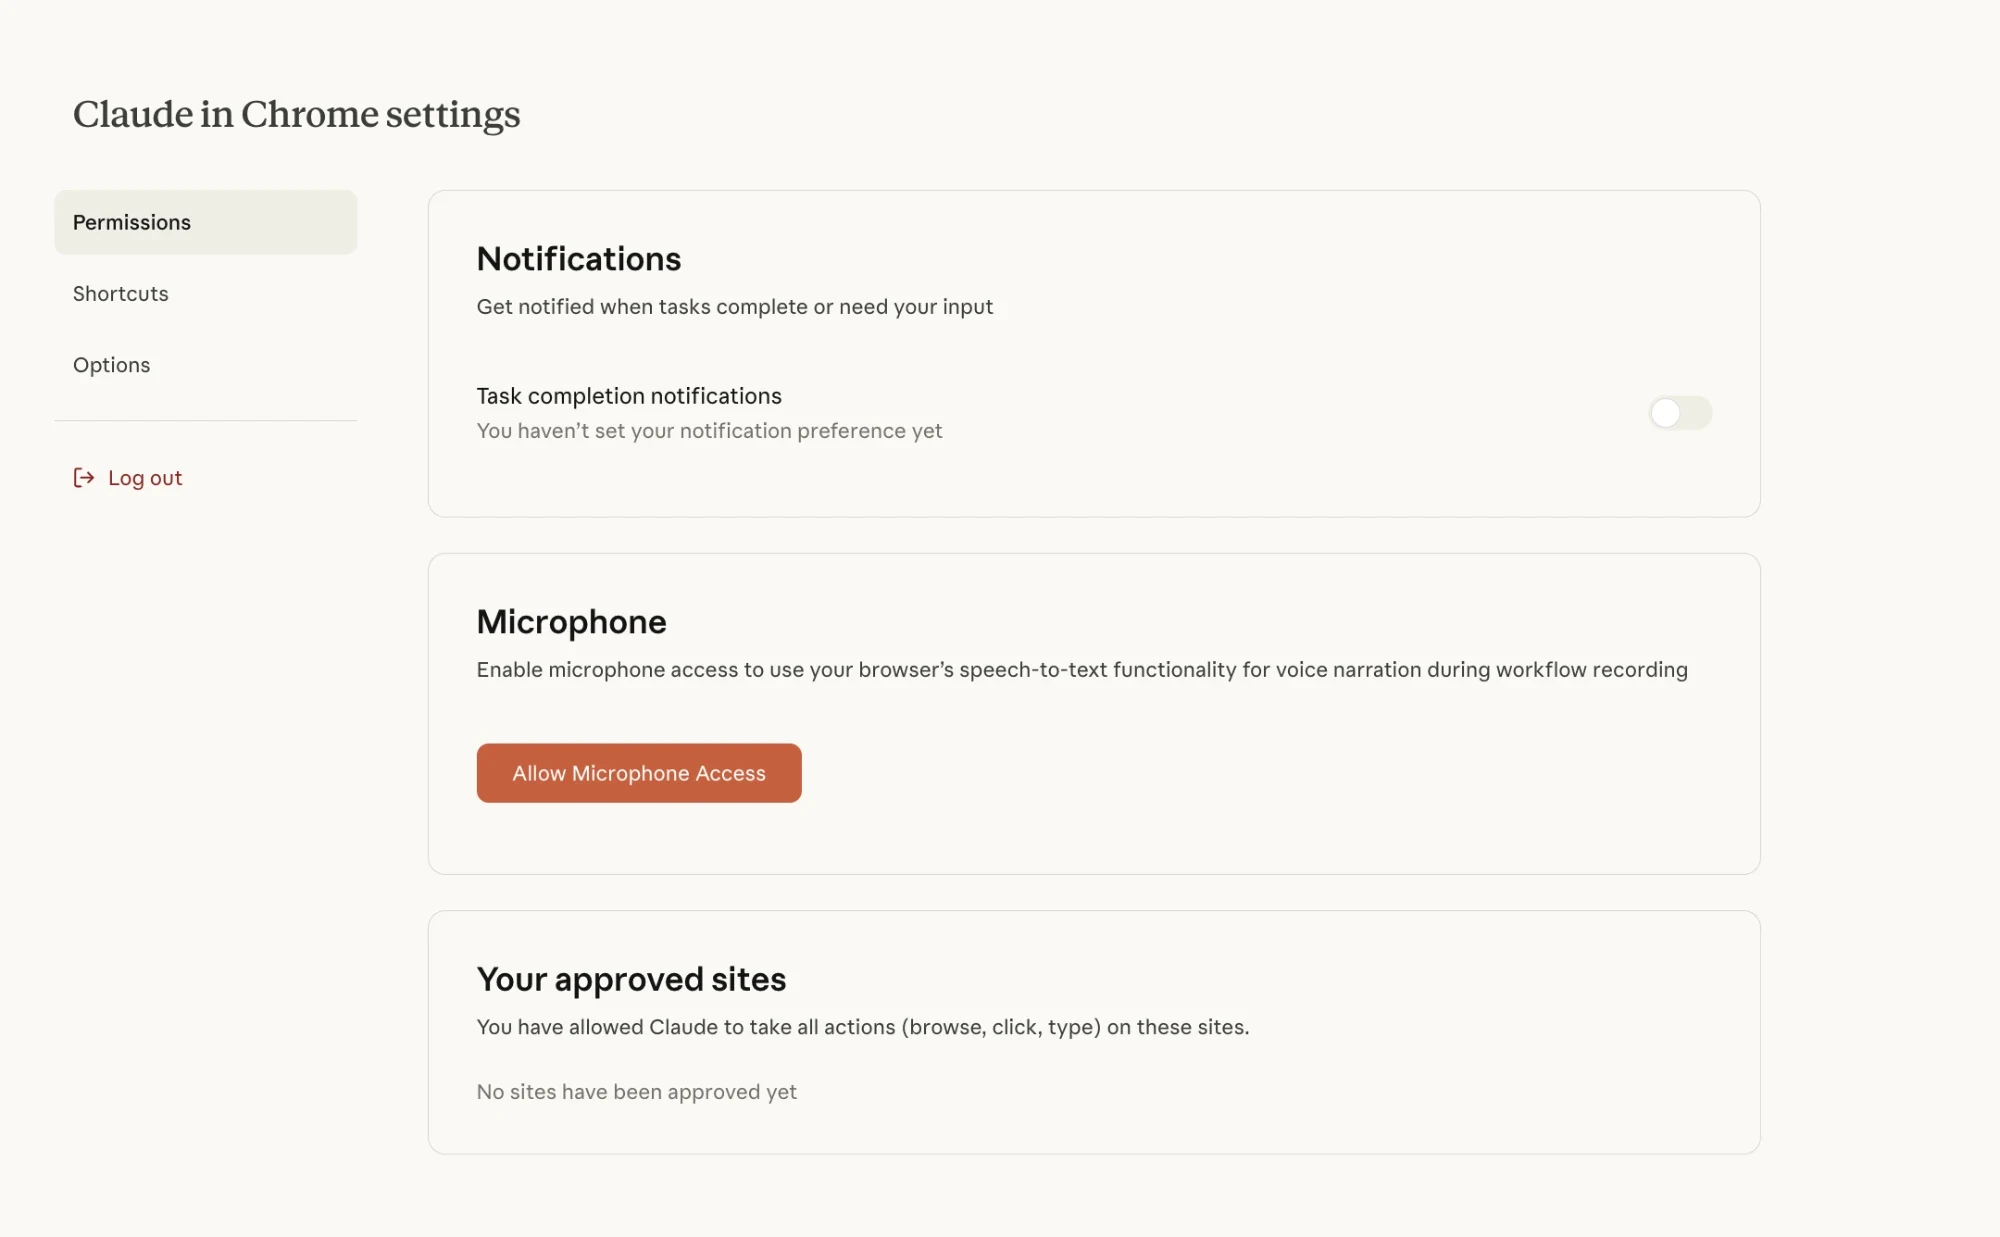 Claude in Chrome settings
Permissions
Shortcuts
Options
Log out
Notifications
Get notified when tasks complete or need your input
Task completion notifications
You haven’t set your notification preference yet
Microphone
Enable microphone access to use your browser’s speech-to-text functionality for voice narration during workflow recording
Allow Microphone Access
Your approved sites
You have allowed Claude to take all actions (browse, click, type) on these sites.
No sites have been approved yet